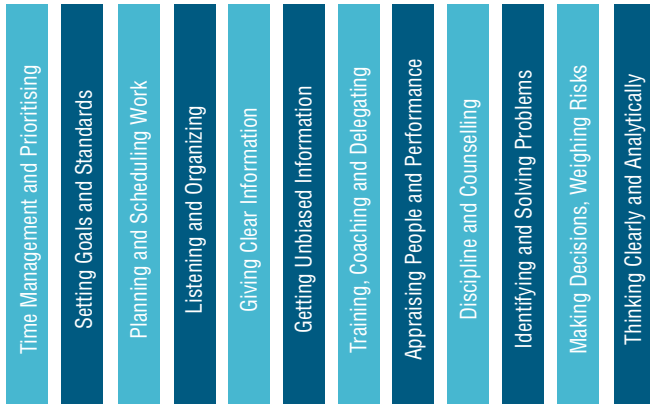 Time Management and Prioritising
Setting Goals and Standards
Planning and Scheduling Work
Listening and Organizing
Giving Clear Information
Getting Unbiased Information
Training, Coaching and Delegating
Appraising People and Performance
Discipline and Counselling
Identifying and Solving Problems
Making Decisions, Weighing Risks
Thinking Clearly and Analytically